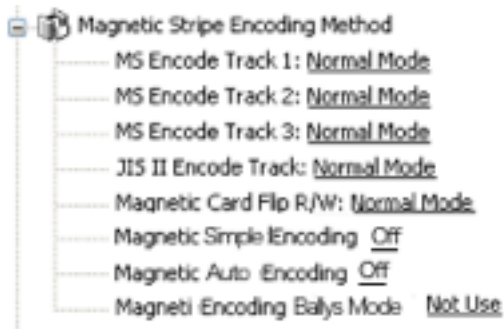 Magnetic Stripe Encoding Method
MS Encode Track 1: Normal Mode
MS Encode Track 2: Normal Mode
MS Encode Track 3: Normal Mode
JIS II Encode Track: Normal Mode
Magnetic Card Flip R/W: Normal Mode
Magnetic Simple Encoding Off
Magnetic Auto Encoding Off
Magneti Encoding Ballys Mode Not Use